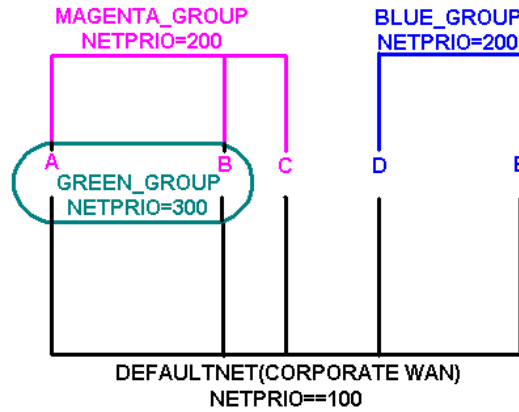 MAGENTA_GROUP
NETPRIO=200
BLUE_GROUP
NETPRIO=200
A
B
C
D
E
GREEN_GROUP
NETPRIO=300
DEFAULTNET(CORPORATE WAN)
NETPRIO==100